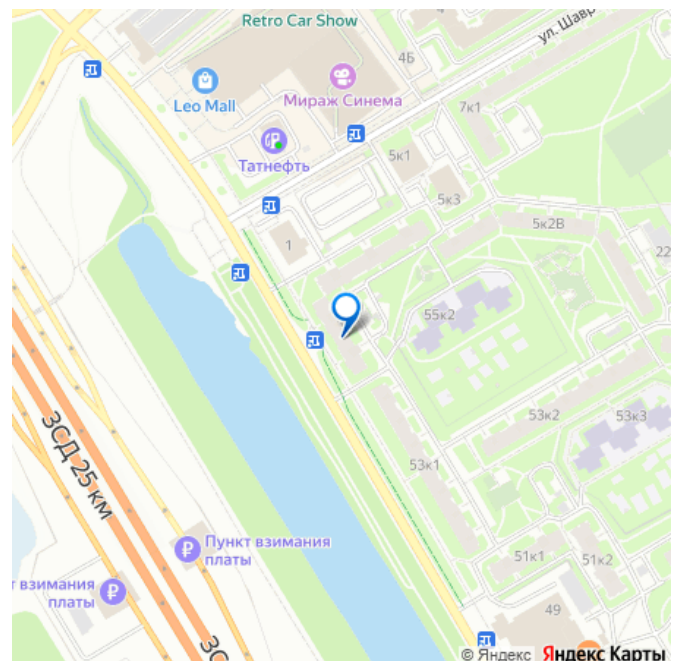 Retro Car Show
ул. Шавр
4Б
Leo Mall
Мираж Синема
7к1
Татнефть
5к1
5к3
1
5к2В
22
55к2
ЗСД 25 км
53к2
53к3
53к1
Пункт взимания
платы
51к1
51к2
т взимания
платы
49
ЗС
© Яндекс Яндекс Карты